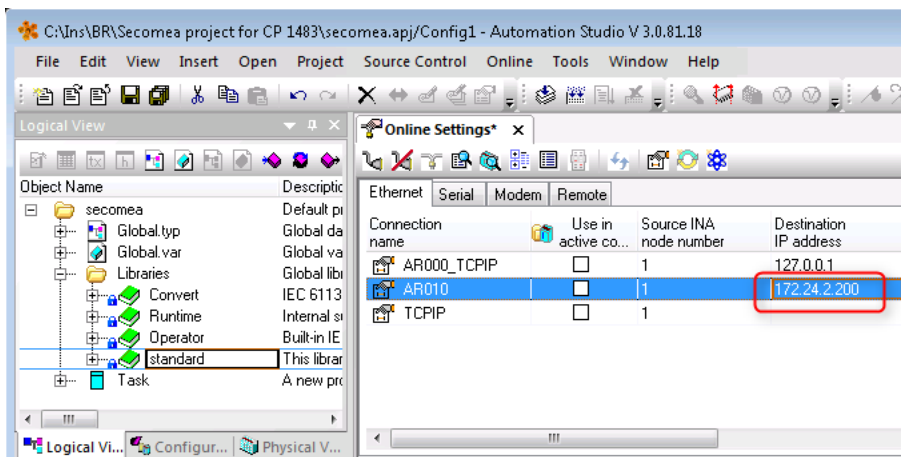 C:\Ins\BR\Secomea project for CP 1483\secomea.apj/Config1 - Automation Studio V 3.0.81.18
File Edit View Insert Open Project Source Control Online Tools Window Help
Logical View
Online Settings*
Object Name Descriptic
secomea Default pr
Global.typ Global da
Global.var Global va
Libraries Global libr
Convert IEC 6113
Runtime Internal su
Operator Built-in IE
standard This librar
Task A new pro
Logical Vi... Configur... Physical V...
Ethernet Serial Modem Remote
Connection name Use in active co... Source INA node number Destination IP address
AR000_TCPIP 1 127.0.0.1
AR010 1 172.24.2.200
TCPIP 1